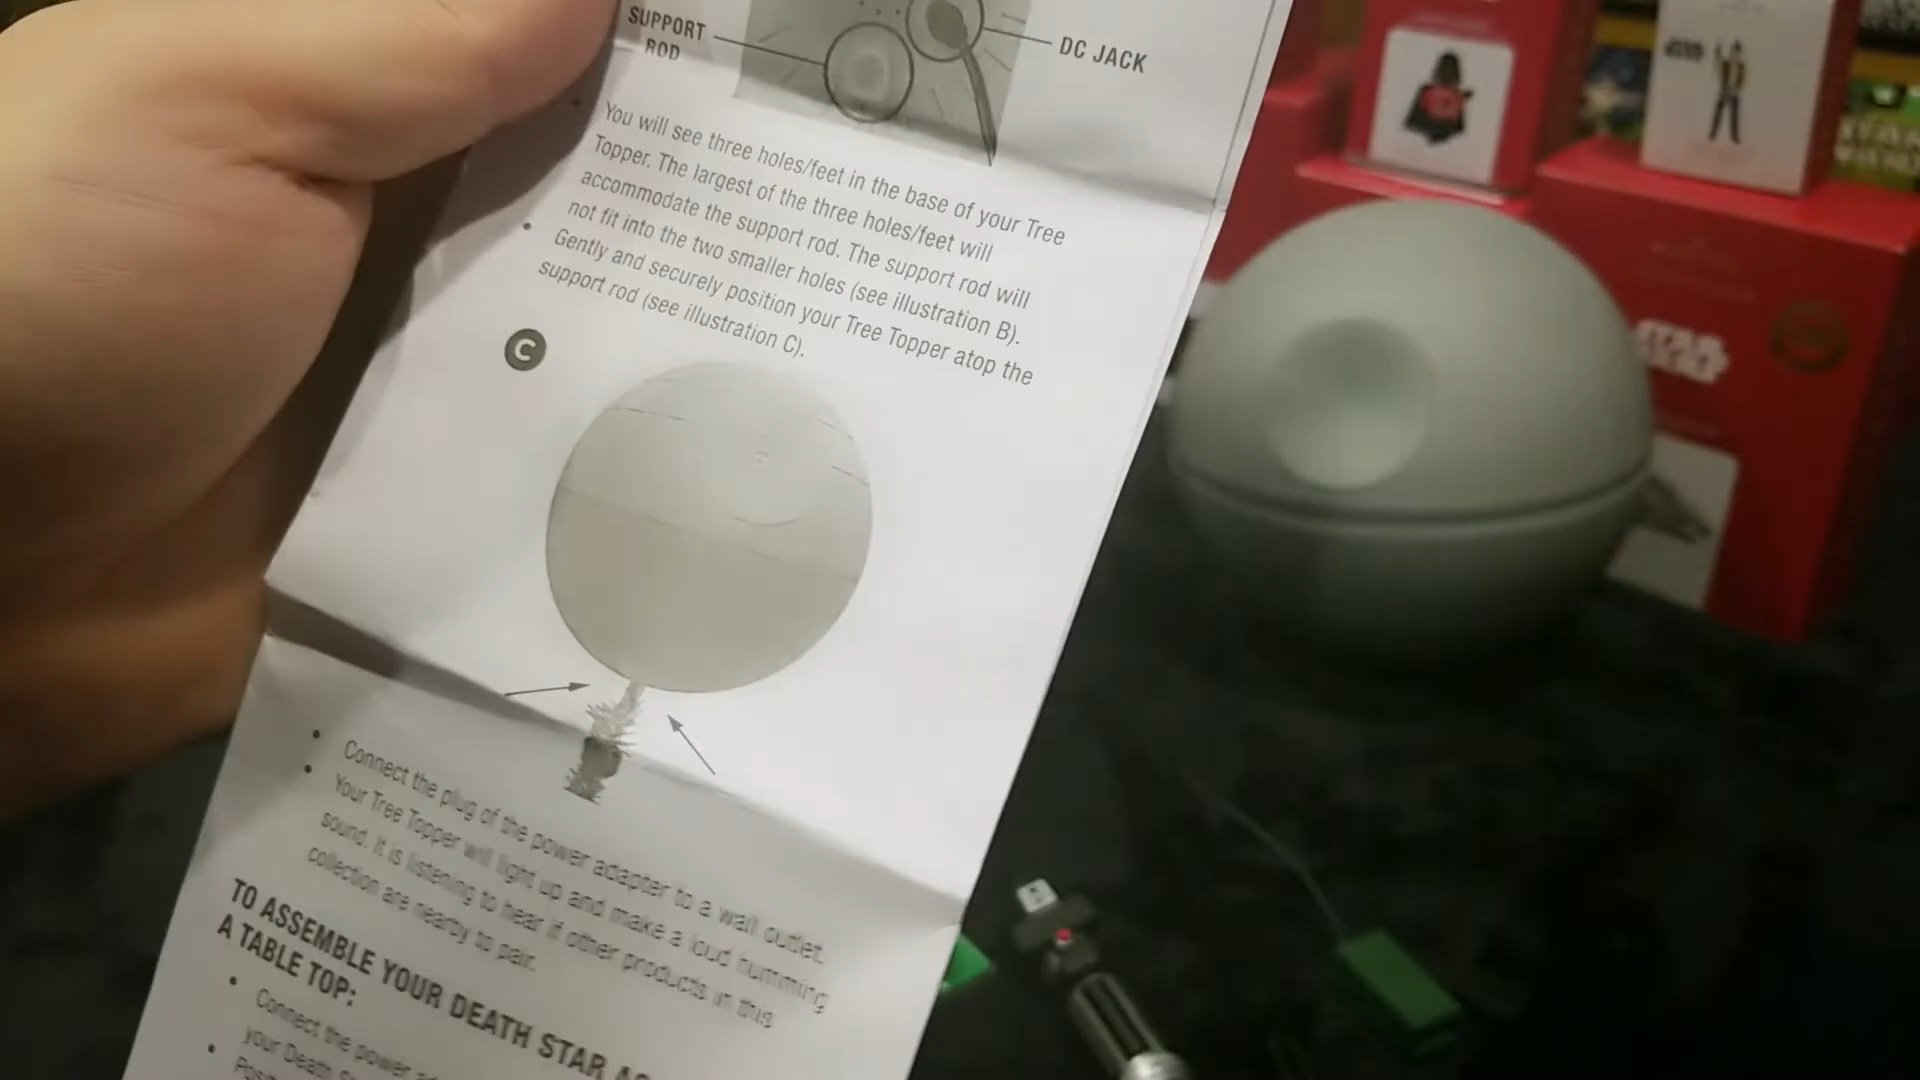 SUPPORT
ROD
DC JACK
You will see three holes/feet in the base of your Tree
Topper. The largest of the three holes/feet will
accommodate the support rod. The support rod will
not fit into the two smaller holes (see illustration B).
Gently and securely position your Tree Topper atop the
support rod (see illustration C).
C
Connect the plug of the power adapter to a wall outlet.
Your Tree Topper will light up and make a loud humming
sound. It is listening to hear if other products in this
collection are nearby to pair.
TO ASSEMBLE YOUR DEATH STAR AS
A TABLE TOP:
Connect the power
your Death
STAR
WARS